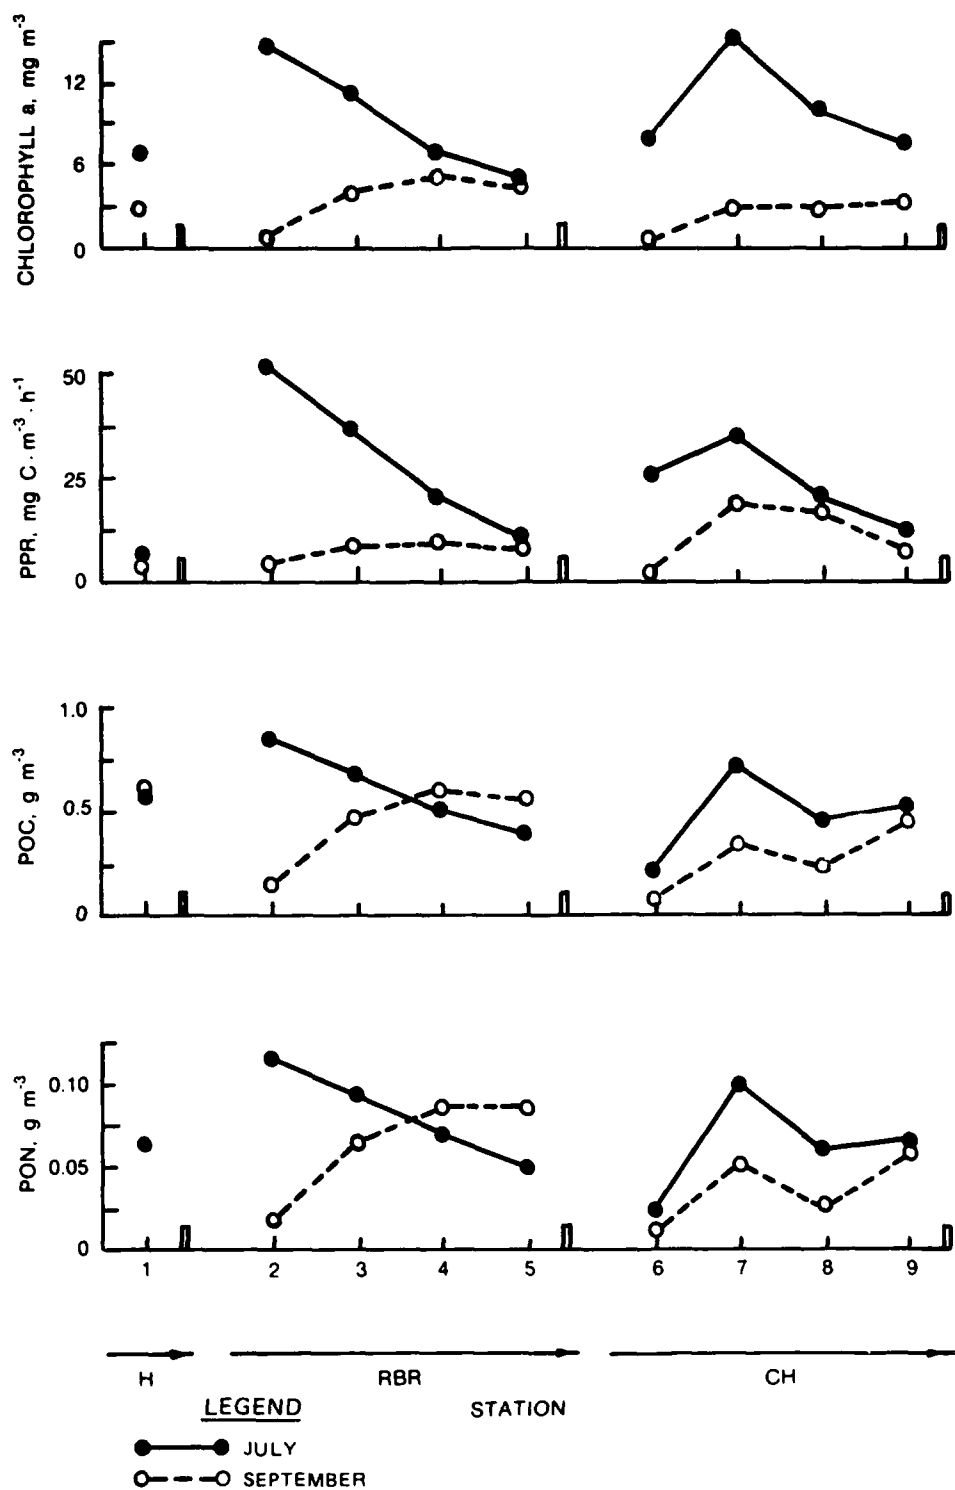 CHLOROPHYLL a, mg m-3
12
6
0
PPR, mg C · m-3 · h-1
50
25
0
POC, g m-3
1.0
0.5
0
PON, g m-3
0.10
0.05
0
1 2 3 4 5 6 7 8 9
H RBR CH
LEGEND STATION
JULY
SEPTEMBER